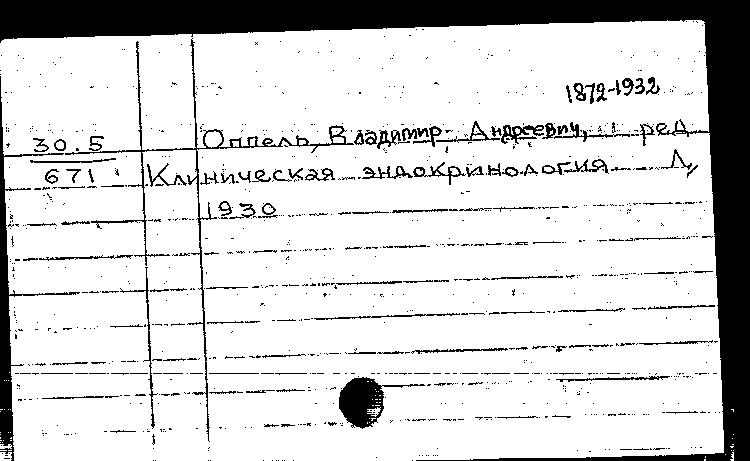 1872-1932
30.5
Оппель, Владимир Андреевич, ред
671
Клиническая эндокринология Л,
1930